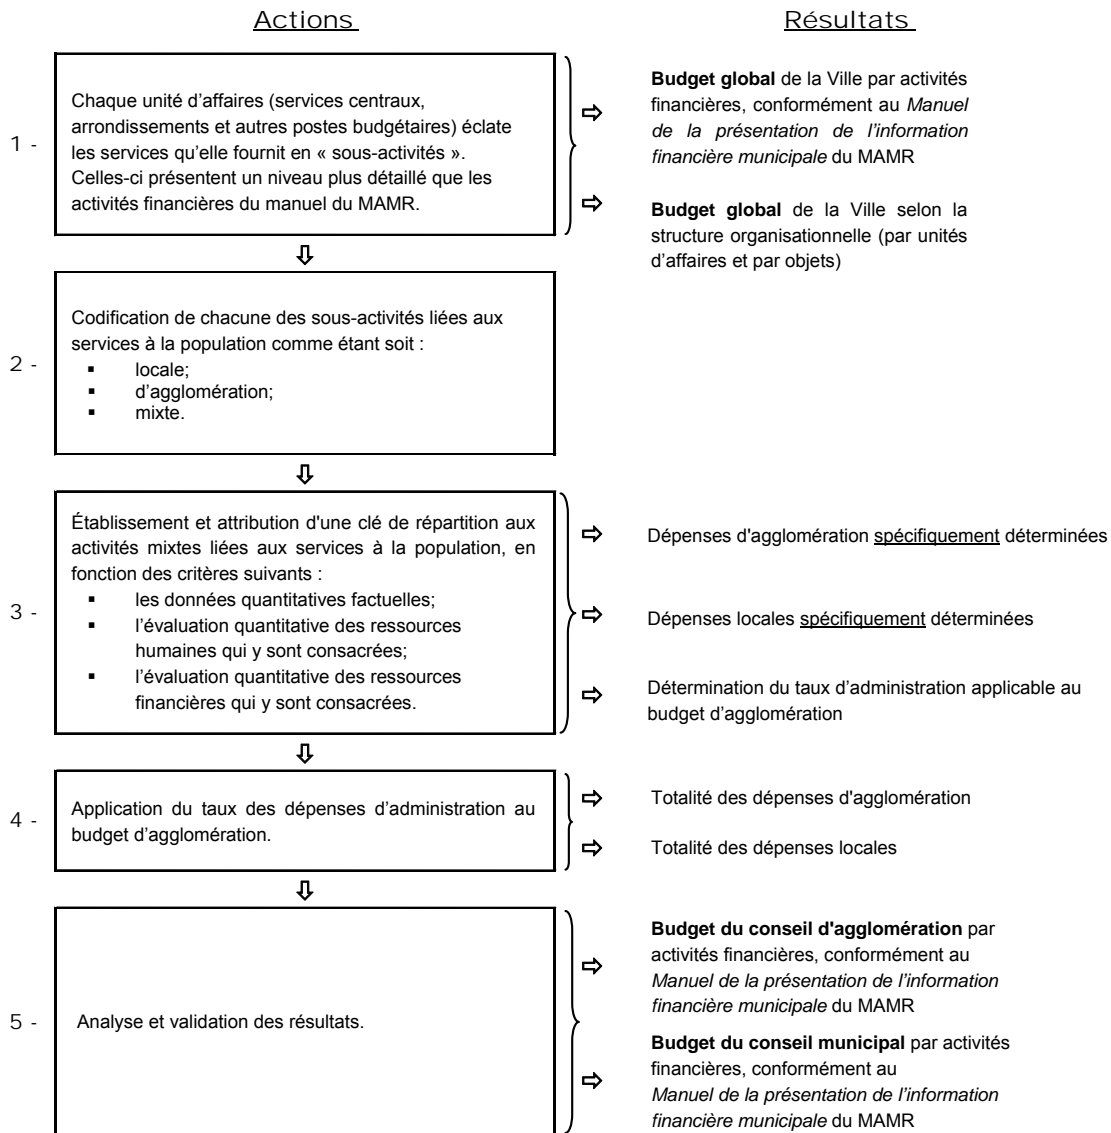 Actions
Résultats
1 -
Chaque unité d'affaires (services centraux,
arrondissements et autres postes budgétaires) éclate
les services qu'elle fournit en « sous-activités ».
Celles-ci présentent un niveau plus détaillé que les
activités financières du manuel du MAMR.
Budget global de la Ville par activités
financières, conformément au Manuel
de la présentation de l'information
financière municipale du MAMR
Budget global de la Ville selon la
structure organisationnelle (par unités
d'affaires et par objets)
2 -
Codification de chacune des sous-activités liées aux
services à la population comme étant soit :
▪ locale;
▪ d'agglomération;
▪ mixte.
3 -
Établissement et attribution d'une clé de répartition aux
activités mixtes liées aux services à la population, en
fonction des critères suivants :
▪ les données quantitatives factuelles;
▪ l'évaluation quantitative des ressources
humaines qui y sont consacrées;
▪ l'évaluation quantitative des ressources
financières qui y sont consacrées.
Dépenses d'agglomération spécifiquement déterminées
Dépenses locales spécifiquement déterminées
Détermination du taux d'administration applicable au
budget d'agglomération
4 -
Application du taux des dépenses d'administration au
budget d'agglomération.
Totalité des dépenses d'agglomération
Totalité des dépenses locales
5 -
Analyse et validation des résultats.
Budget du conseil d'agglomération par
activités financières, conformément au
Manuel de la présentation de l'information
financière municipale du MAMR
Budget du conseil municipal par activités
financières, conformément au
Manuel de la présentation de l'information
financière municipale du MAMR